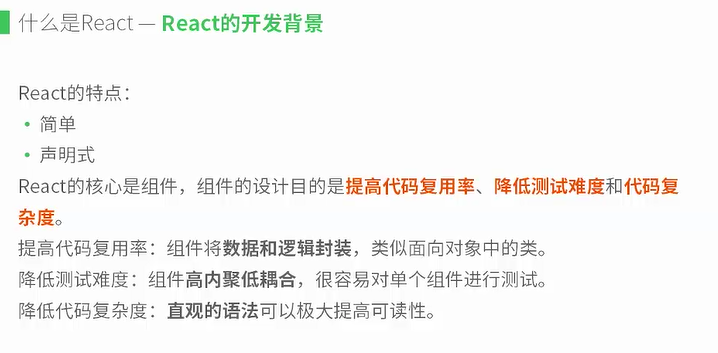 什么是React — React的开发背景
React的特点：
• 简单
• 声明式
React的核心是组件，组件的设计目的是提高代码复用率、降低测试难度和代码复
杂度。
提高代码复用率：组件将数据和逻辑封装，类似面向对象中的类。
降低测试难度：组件高内聚低耦合，很容易对单个组件进行测试。
降低代码复杂度：直观的语法可以极大提高可读性。